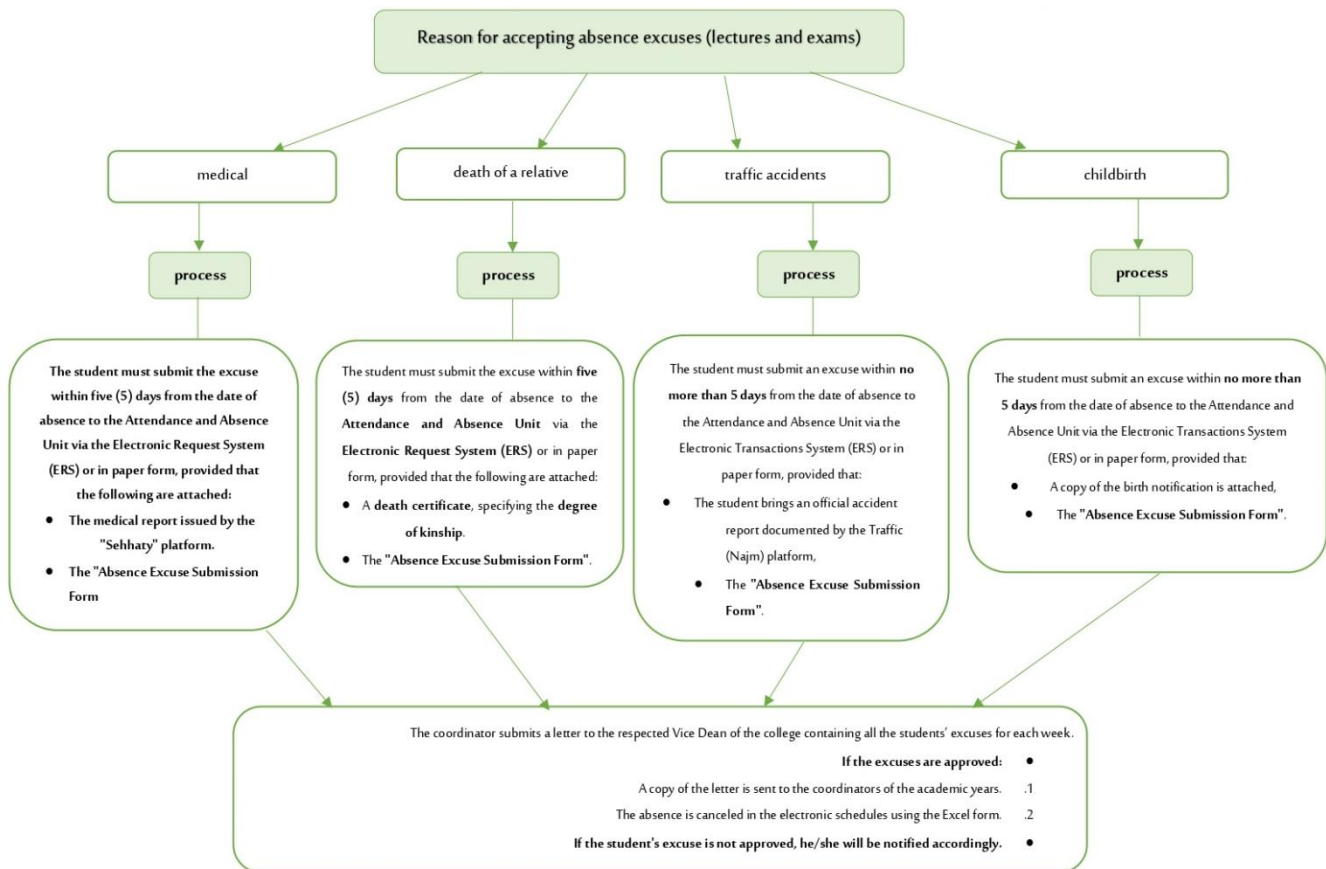 Reason for accepting absence excuses (lectures and exams)
medical
death of a relative
traffic accidents
childbirth
process
process
process
process
The student must submit the excuse
within five (5) days from the date of
absence to the Attendance and Absence
Unit via the Electronic Request System
(ERS) or in paper form, provided that
the following are attached:
● The medical report issued by the
"Sehhaty" platform.
● The "Absence Excuse Submission
Form
The student must submit the excuse within five
(5) days from the date of absence to the
Attendance and Absence Unit via the
Electronic Request System (ERS) or in paper
form, provided that the following are attached:
● A death certificate, specifying the degree
of kinship.
● The "Absence Excuse Submission Form".
The student must submit an excuse within no
more than 5 days from the date of absence to
the Attendance and Absence Unit via the
Electronic Transactions System (ERS) or in
paper form, provided that:
● The student brings an official accident
report documented by the Traffic
(Najm) platform,
● The "Absence Excuse Submission
Form".
The student must submit an excuse within no more than
5 days from the date of absence to the Attendance and
Absence Unit via the Electronic Transactions System
(ERS) or in paper form, provided that:
● A copy of the birth notification is attached,
● The "Absence Excuse Submission Form".
The coordinator submits a letter to the respected Vice Dean of the college containing all the students' excuses for each week.
If the excuses are approved: ●
A copy of the letter is sent to the coordinators of the academic years. .1
The absence is canceled in the electronic schedules using the Excel form. .2
If the student's excuse is not approved, he/she will be notified accordingly. ●